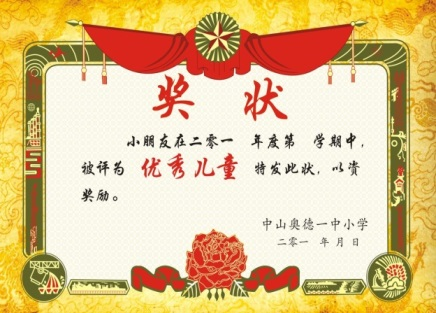 奖状
小朋友在二零一 年度第 学期中,
被评为 优秀儿童 特发此状,以资
奖励。
中山奥德一中小学
二零一 年 月 日